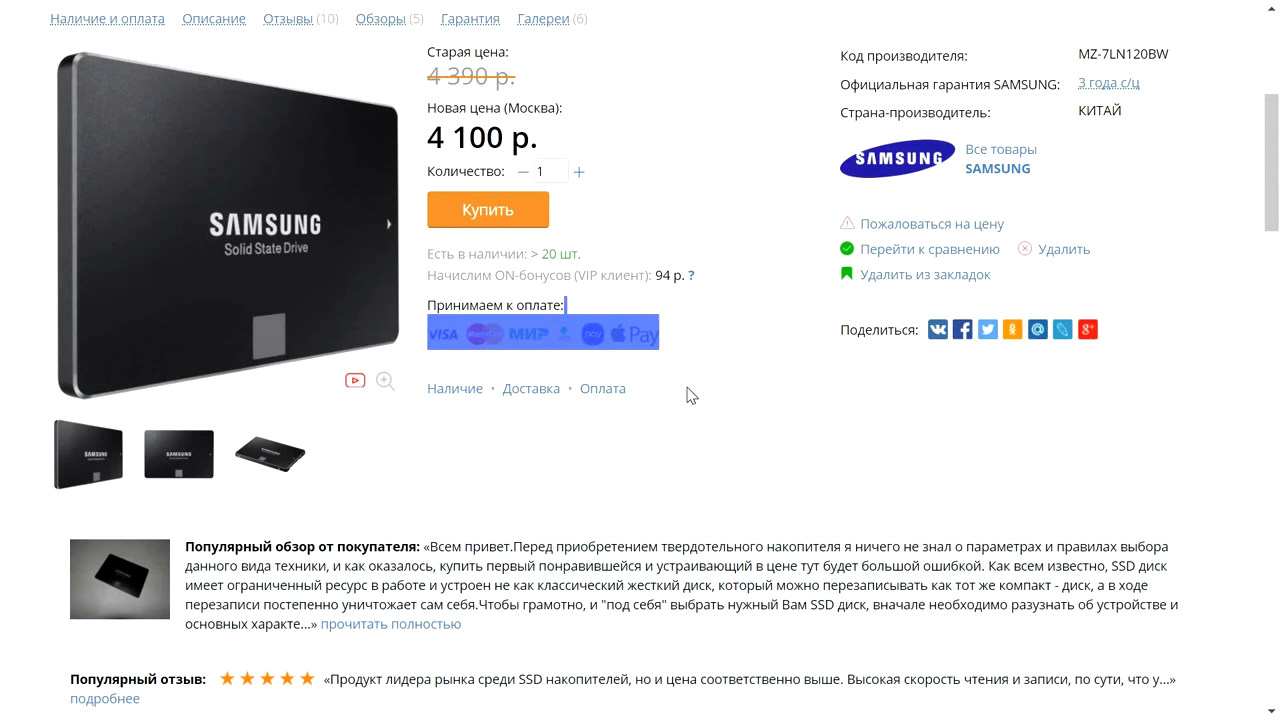 Наличие и оплата Описание Отзывы (10) Обзоры (5) Гарантия Галереи (6)
SAMSUNG
Solid State Drive
Старая цена:
4 390 р.
Новая цена (Москва):
4 100 р.
Количество: 1
Купить
Есть в наличии: > 20 шт.
Начислим ON-бонусов (VIP клиент): 94 р. ?
Принимаем к оплате:
VISA МИР pay Pay
Наличие • Доставка • Оплата
Код производителя: MZ-7LN120BW
Официальная гарантия SAMSUNG: 3 года с/ц
Страна-производитель: КИТАЙ
SAMSUNG
Все товары
SAMSUNG
Пожаловаться на цену
Перейти к сравнению Удалить
Удалить из закладок
Поделиться:
SAMSUNG
SAMSUNG
SAMSUNG
Популярный обзор от покупателя: «Всем привет.Перед приобретением твердотельного накопителя я ничего не знал о параметрах и правилах выбора
данного вида техники, и как оказалось, купить первый понравившейся и устраивающий в цене тут будет большой ошибкой. Как всем известно, SSD диск
имеет ограниченный ресурс в работе и устроен не как классический жесткий диск, который можно перезаписывать как тот же компакт - диск, а в ходе
перезаписи постепенно уничтожает сам себя.Чтобы грамотно, и "под себя" выбрать нужный Вам SSD диск, вначале необходимо разузнать об устройстве и
основных характе...» прочитать полностью
Популярный отзыв: «Продукт лидера рынка среди SSD накопителей, но и цена соответственно выше. Высокая скорость чтения и записи, по сути, что у...»
подробнее